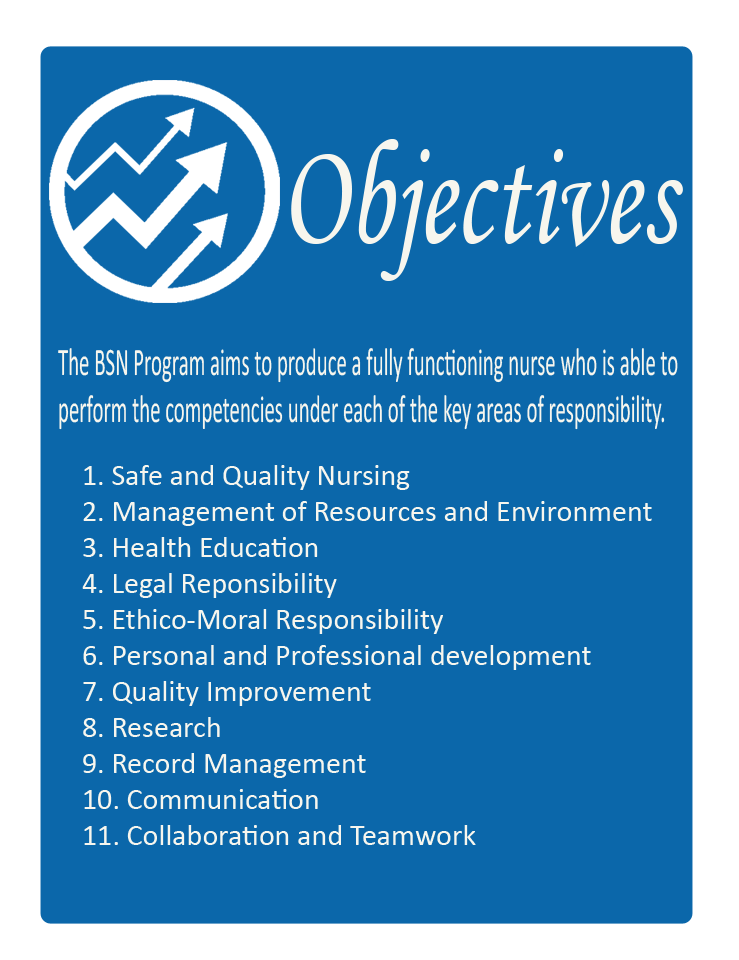 Objectives
The BSN Program aims to produce a fully functioning nurse who is able to
perform the competencies under each of the key areas of responsibility.
1. Safe and Quality Nursing
2. Management of Resources and Environment
3. Health Education
4. Legal Reponsibility
5. Ethico-Moral Responsibility
6. Personal and Professional development
7. Quality Improvement
8. Research
9. Record Management
10. Communication
11. Collaboration and Teamwork